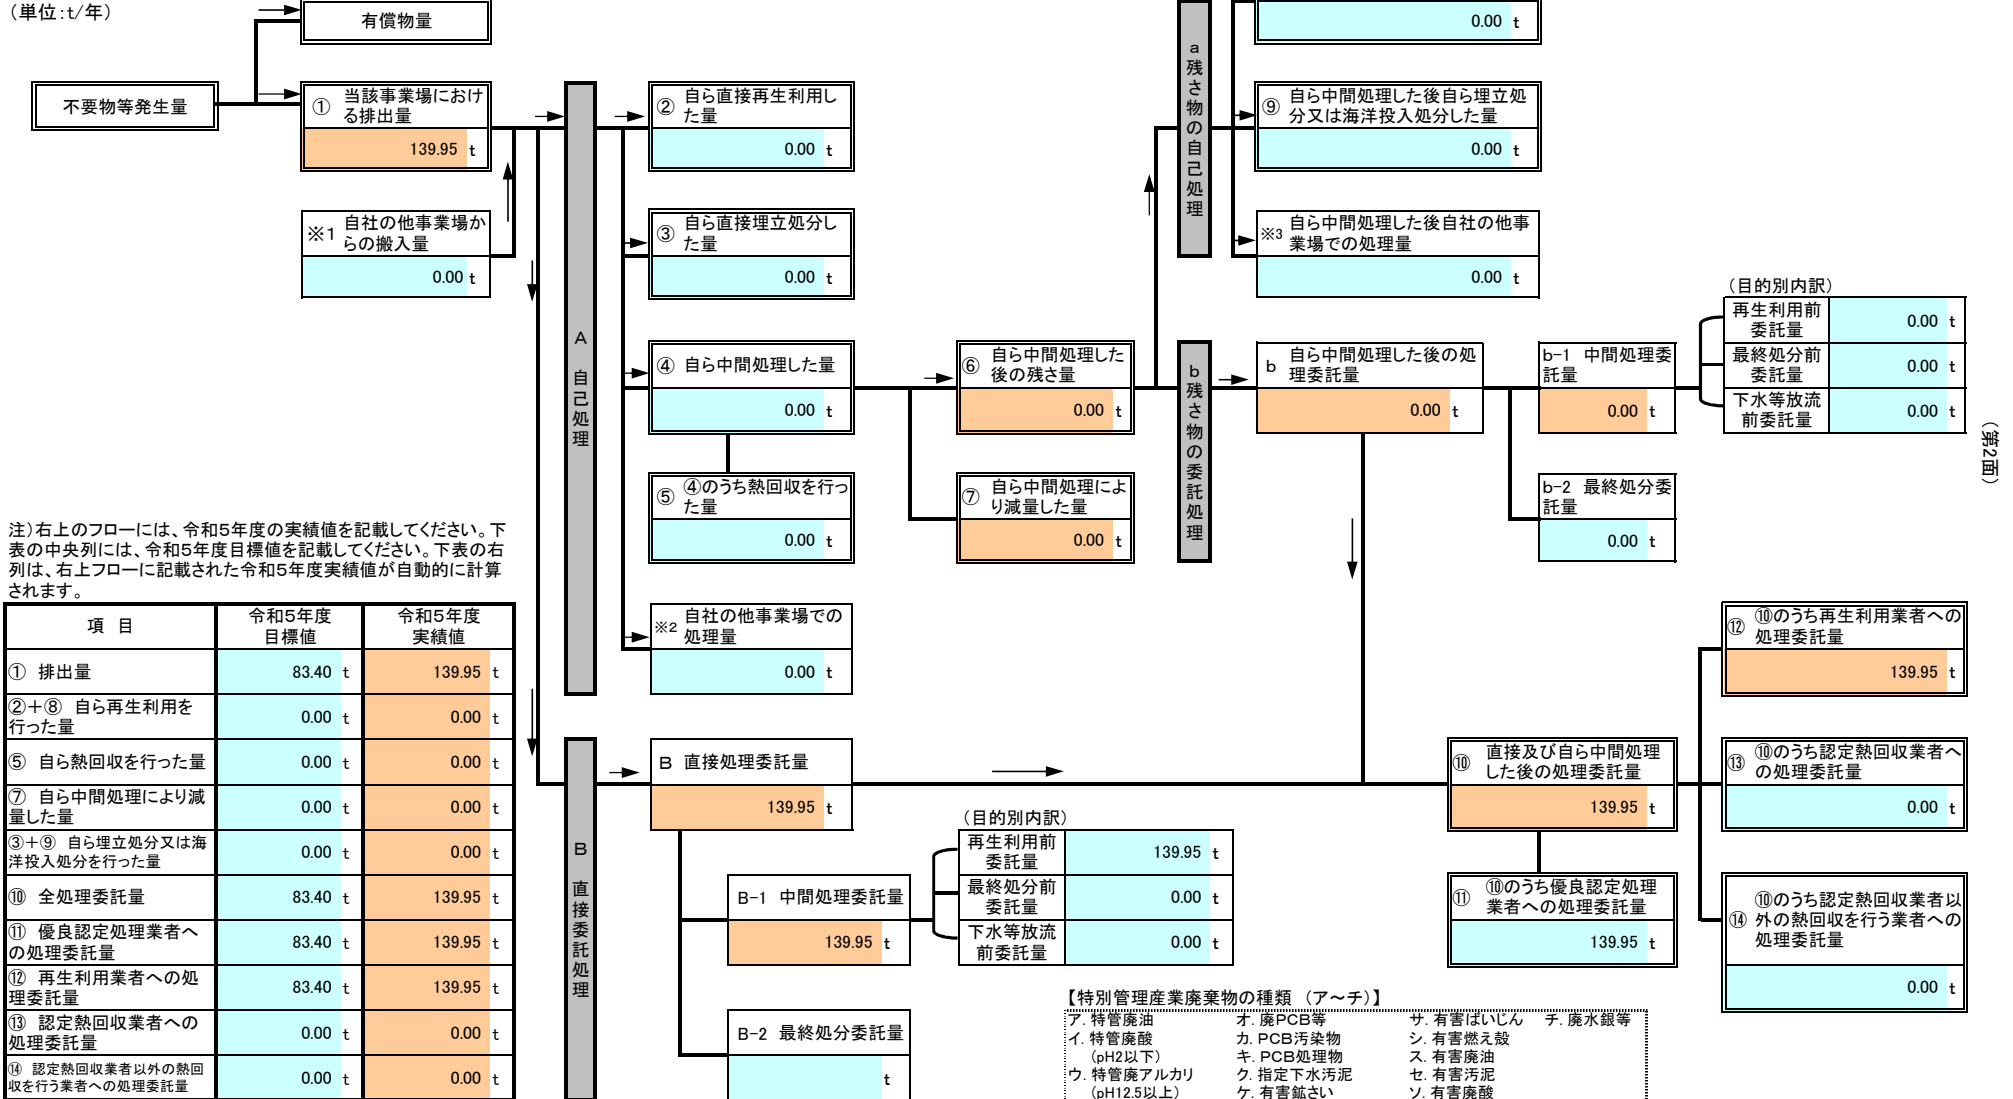 （単位:t/年）
有償物量
不要物等発生量
① 当該事業場におけ
る排出量
139.95 t
※1 自社の他事業場か
らの搬入量
0.00 t
A 自己処理
② 自ら直接再生利用し
た量
0.00 t
③ 自ら直接埋立処分し
た量
0.00 t
④ 自ら中間処理した量
0.00 t
⑤ ④のうち熱回収を行っ
た量
0.00 t
※2 自社の他事業場での
処理量
0.00 t
⑥ 自ら中間処理した
後の残さ量
0.00 t
⑦ 自ら中間処理によ
り減量した量
0.00 t
a 残さ物の自己処理
0.00 t
⑨ 自ら中間処理した後自ら埋立処
分又は海洋投入処分した量
0.00 t
※3 自ら中間処理した後自社の他事
業場での処理量
0.00 t
b 残さ物の委託処理
b 自ら中間処理した後の処
理委託量
0.00 t
b-1 中間処理委
託量
0.00 t
b-2 最終処分委
託量
0.00 t
（目的別内訳）
再生利用前
委託量
0.00 t
最終処分前
委託量
0.00 t
下水等放流
前委託量
0.00 t
（第2面）
注）右上のフローには、令和5年度の実績値を記載してください。下
表の中央列には、令和5年度目標値を記載してください。下表の右
列は、右上フローに記載された令和5年度実績値が自動的に計算
されます。
項 目
令和5年度
目標値
令和5年度
実績値
① 排出量
83.40 t
139.95 t
②＋⑧ 自ら再生利用を
行った量
0.00 t
0.00 t
⑤ 自ら熱回収を行った量
0.00 t
0.00 t
⑦ 自ら中間処理により減
量した量
0.00 t
0.00 t
③＋⑨ 自ら埋立処分又は海
洋投入処分を行った量
0.00 t
0.00 t
⑩ 全処理委託量
83.40 t
139.95 t
⑪ 優良認定処理業者へ
の処理委託量
83.40 t
139.95 t
⑫ 再生利用業者への処
理委託量
83.40 t
139.95 t
⑬ 認定熱回収業者への
処理委託量
0.00 t
0.00 t
⑭ 認定熱回収業者以外の熱回
収を行う業者への処理委託量
0.00 t
0.00 t
B 直接委託処理
B 直接処理委託量
139.95 t
B-1 中間処理委託量
139.95 t
B-2 最終処分委託量
t
（目的別内訳）
再生利用前
委託量
139.95 t
最終処分前
委託量
0.00 t
下水等放流
前委託量
0.00 t
⑩ 直接及び自ら中間処理
した後の処理委託量
139.95 t
⑪ ⑩のうち優良認定処理
業者への処理委託量
139.95 t
⑫ ⑩のうち再生利用業者への
処理委託量
139.95 t
⑬ ⑩のうち認定熱回収業者へ
の処理委託量
0.00 t
⑭ ⑩のうち認定熱回収業者以
外の熱回収を行う業者への
処理委託量
0.00 t
【特別管理産業廃棄物の種類 （ア～チ）】
ア. 特管廃油 オ. 廃PCB等 サ. 有害ばいじん チ. 廃水銀等
イ. 特管廃酸 カ. PCB汚染物 シ. 有害燃え殻
（pH2以下） キ. PCB処理物 ス. 有害廃油
ウ. 特管廃アルカリ ク. 指定下水汚泥 セ. 有害汚泥
（pH12.5以上） ケ. 有害鉱さい ソ. 有害廃酸